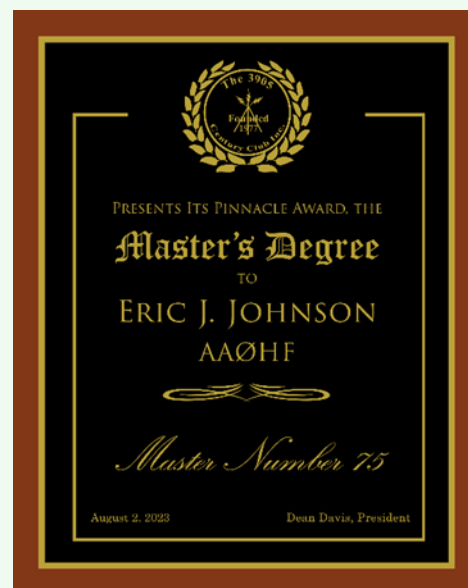 The 3905
Founded
1977
Century Club Inc.
PRESENTS ITS PINNACLE AWARD, THE
Master's Degree
TO
ERIC J. JOHNSON
AAØHF
Master Number 75
August 2, 2023
Dean Davis, President